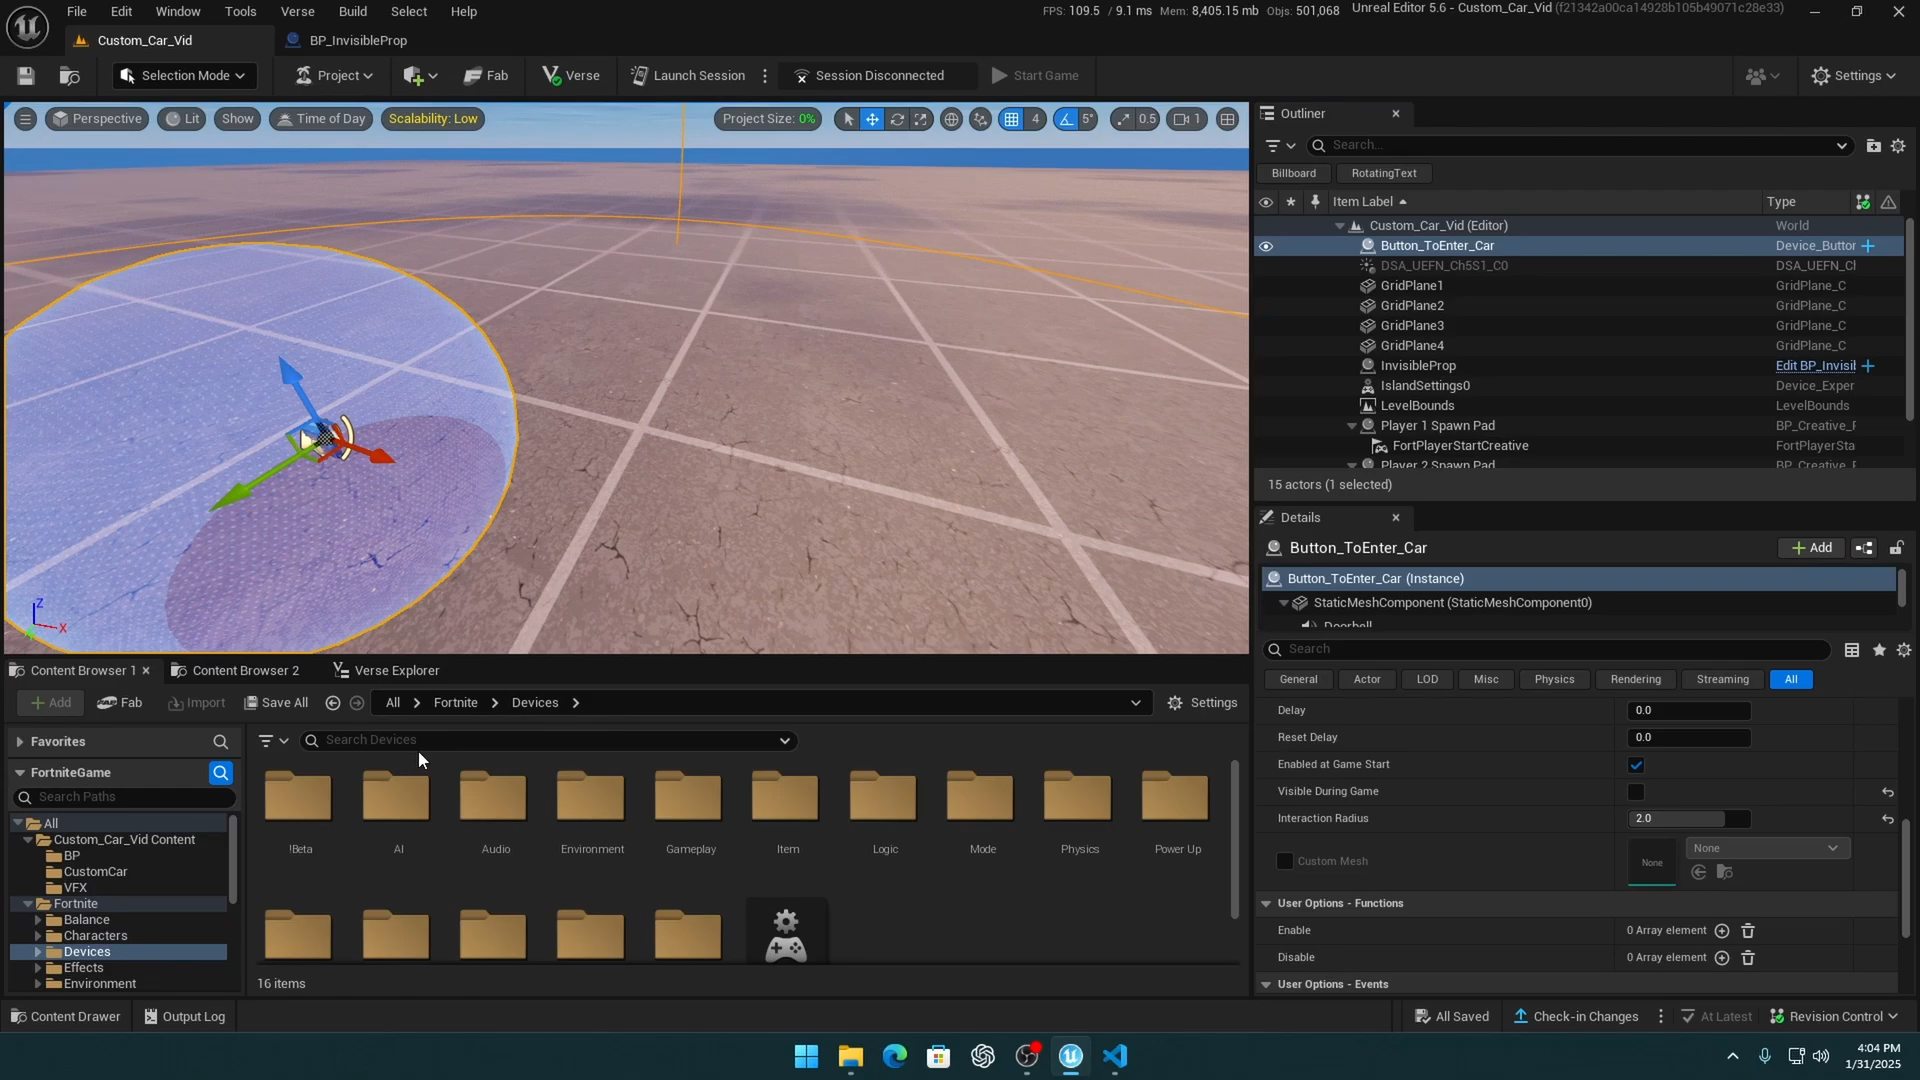 File Edit Window Tools Verse Build Select Help
FPS: 109.5 / 9.1 ms Mem: 8,405.15 mb Objs: 501,068 Unreal Editor 5.6 - Custom_Car_Vid (f21342a00ca14928b105b49071c28e33)
Custom_Car_Vid BP_InvisibleProp
Selection Mode Project Fab Verse Launch Session Session Disconnected Start Game Settings
Perspective Lit Show Time of Day Scalability: Low Project Size: 0% 4 5° 0.5 1
Z
X
Content Browser 1 Content Browser 2 Verse Explorer
Add Fab Import Save All All Fortnite Devices Settings
Favorites
FortniteGame
Search Paths
All
Custom_Car_Vid Content
BP
CustomCar
VFX
Fortnite
Balance
Characters
Devices
Effects
Environment
Search Devices
!Beta AI Audio Environment Gameplay Item Logic Mode Physics Power Up
16 items
Outliner
Search...
Billboard RotatingText
Item Label Type
Custom_Car_Vid (Editor) World
Button_ToEnter_Car Device_Buttor
DSA_UEFN_Ch5S1_C0 DSA_UEFN_Cl
GridPlane1 GridPlane_C
GridPlane2 GridPlane_C
GridPlane3 GridPlane_C
GridPlane4 GridPlane_C
InvisibleProp Edit BP_Invisil
IslandSettings0 Device_Exper
LevelBounds LevelBounds
Player 1 Spawn Pad BP_Creative_F
FortPlayerStartCreative FortPlayerSta
Player 2 Spawn Pad BP_Creative_F
15 actors (1 selected)
Details
Button_ToEnter_Car Add
Button_ToEnter_Car (Instance)
StaticMeshComponent (StaticMeshComponent0)
Doorbell
Search
General Actor LOD Misc Physics Rendering Streaming All
Delay 0.0
Reset Delay 0.0
Enabled at Game Start
Visible During Game
Interaction Radius 2.0
Custom Mesh None None
User Options - Functions
Enable 0 Array element
Disable 0 Array element
User Options - Events
Content Drawer Output Log All Saved Check-in Changes At Latest Revision Control
4:04 PM
1/31/2025